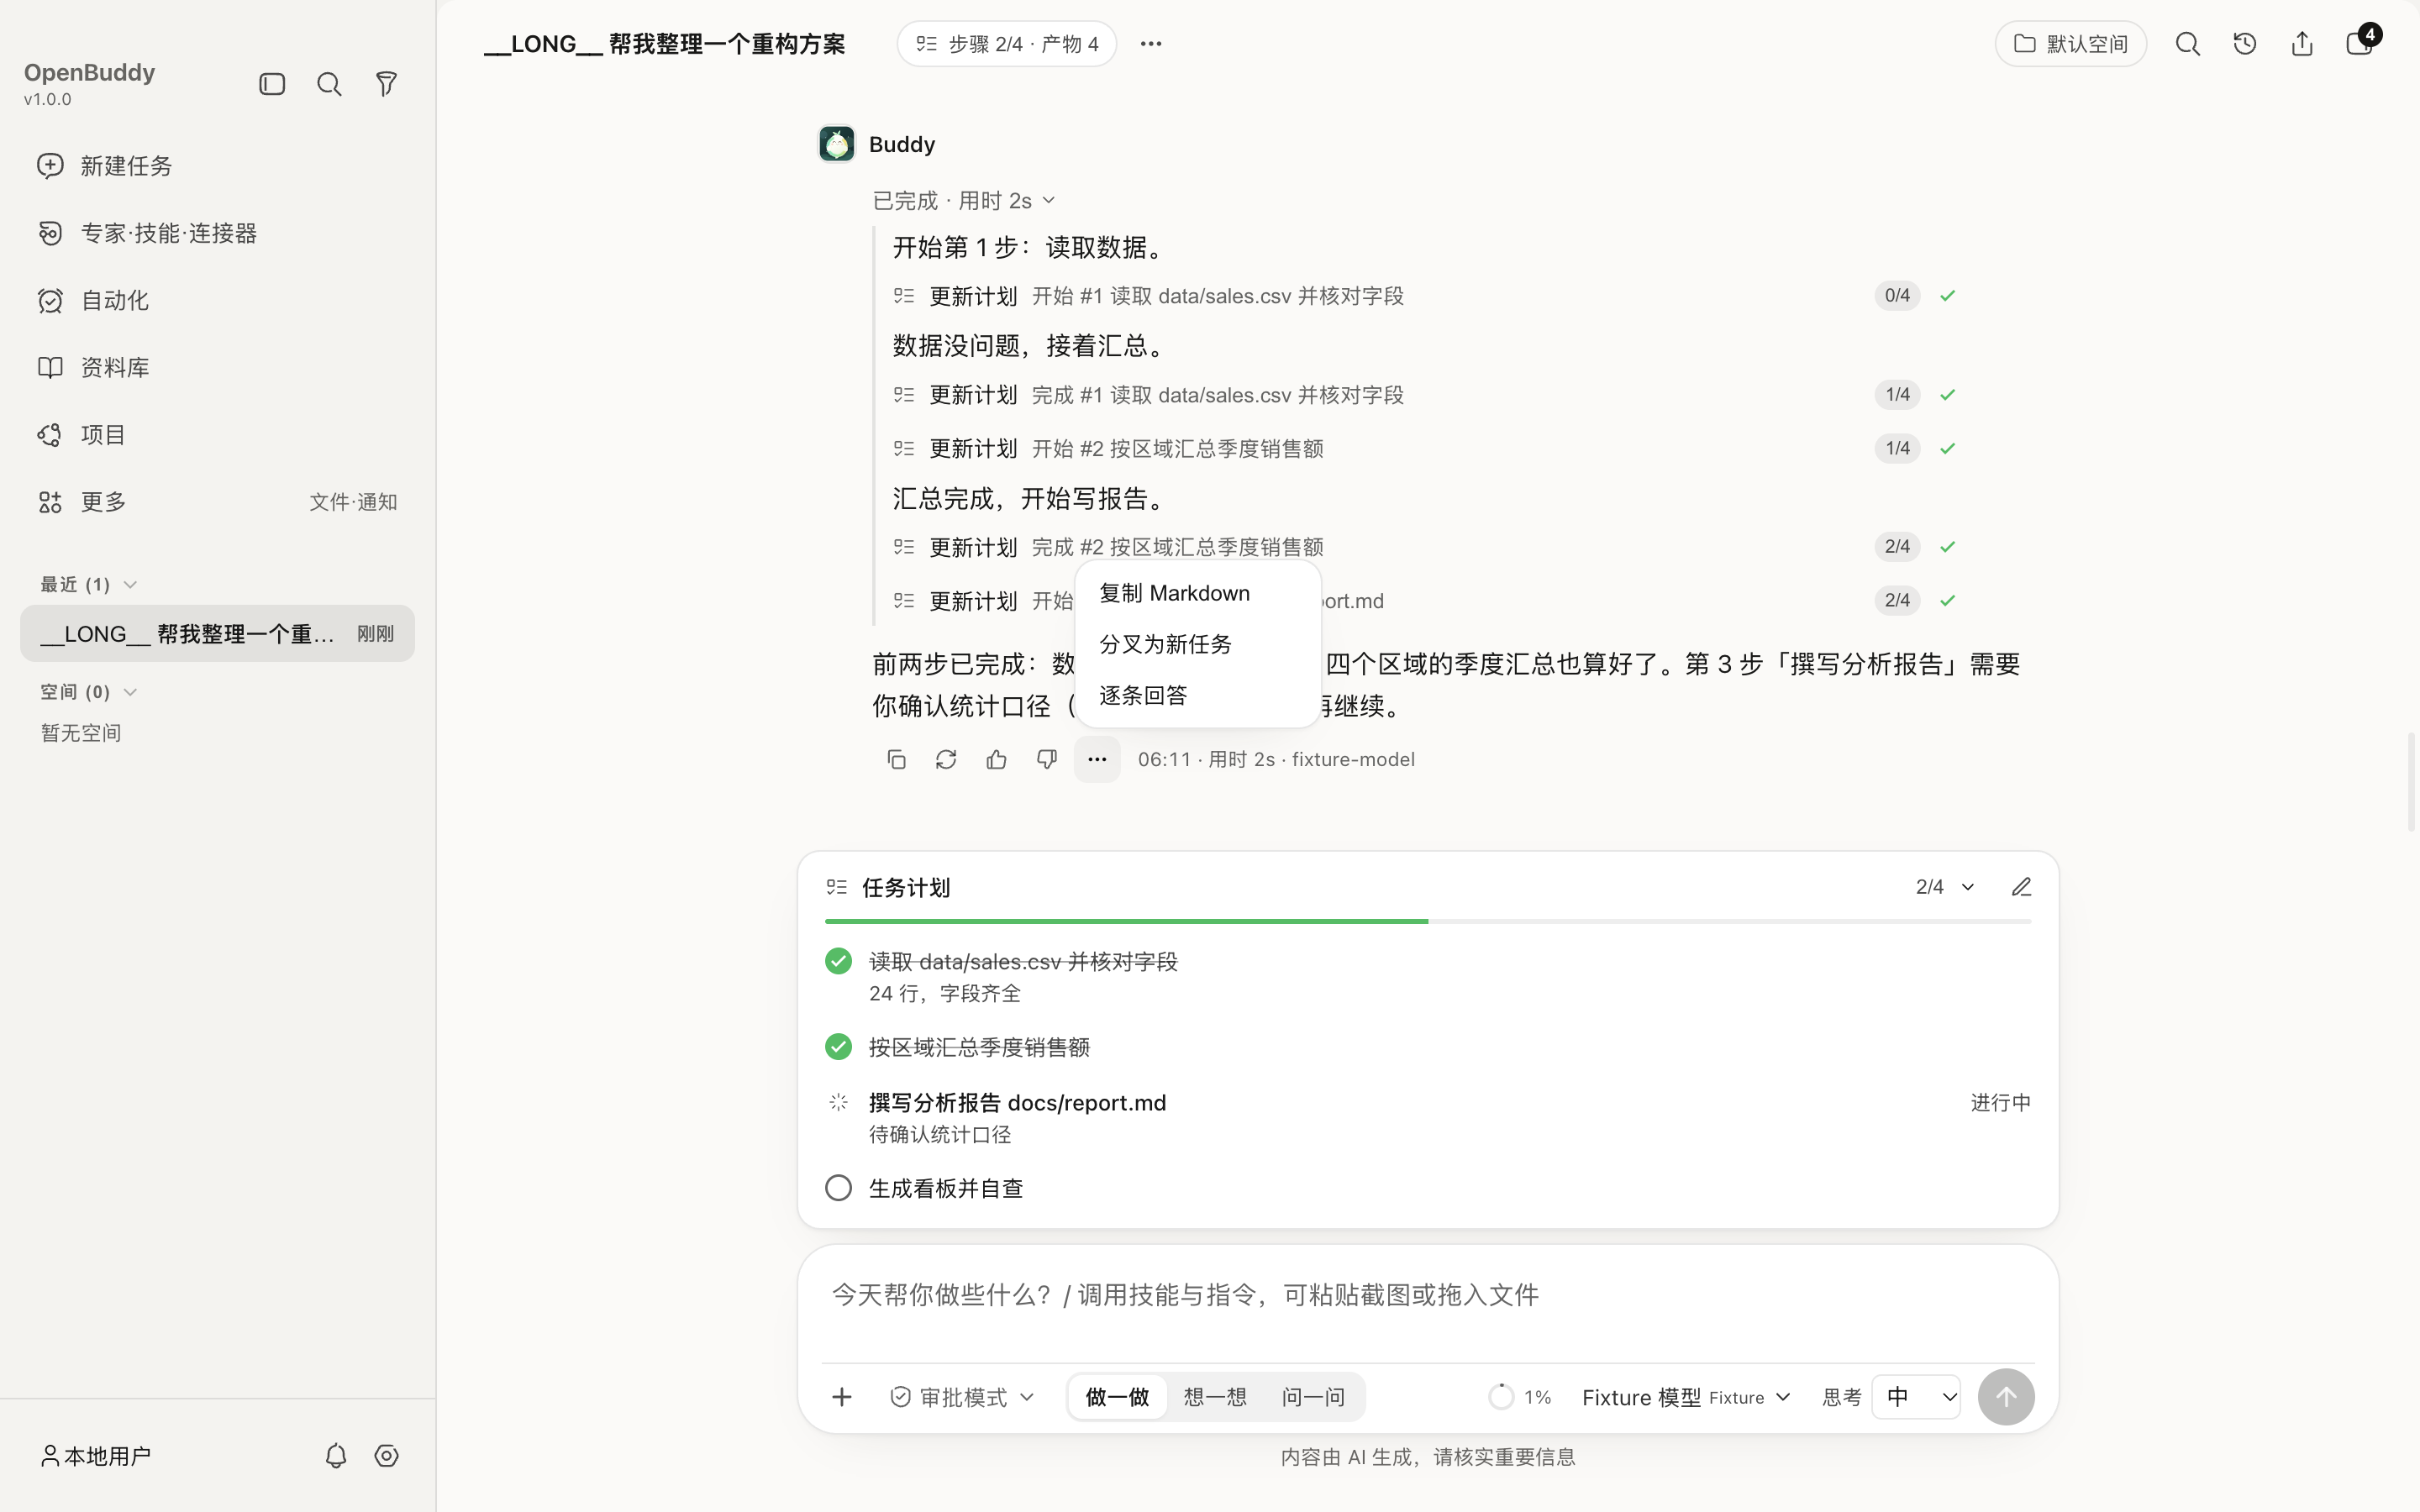 OpenBuddy
v1.0.0
新建任务
专家·技能·连接器
自动化
资料库
项目
更多 文件·通知
最近 (1)
__LONG__ 帮我整理一个重… 刚刚
空间 (0)
暂无空间
本地用户
__LONG__ 帮我整理一个重构方案
步骤 2/4 · 产物 4
默认空间
4
Buddy
已完成 · 用时 2s
开始第 1 步：读取数据。
更新计划 开始 #1 读取 data/sales.csv 并核对字段 0/4
数据没问题，接着汇总。
更新计划 完成 #1 读取 data/sales.csv 并核对字段 1/4
更新计划 开始 #2 按区域汇总季度销售额 1/4
汇总完成，开始写报告。
更新计划 完成 #2 按区域汇总季度销售额 2/4
更新计划 开始 port.md 2/4
复制 Markdown
分叉为新任务
逐条回答
前两步已完成：数 四个区域的季度汇总也算好了。第 3 步「撰写分析报告」需要
你确认统计口径（ 再继续。
06:11 · 用时 2s · fixture-model
任务计划 2/4
读取 data/sales.csv 并核对字段
24 行，字段齐全
按区域汇总季度销售额
撰写分析报告 docs/report.md 进行中
待确认统计口径
生成看板并自查
今天帮你做些什么？/ 调用技能与指令，可粘贴截图或拖入文件
审批模式 做一做 想一想 问一问 1% Fixture 模型 Fixture 思考 中
内容由 AI 生成，请核实重要信息